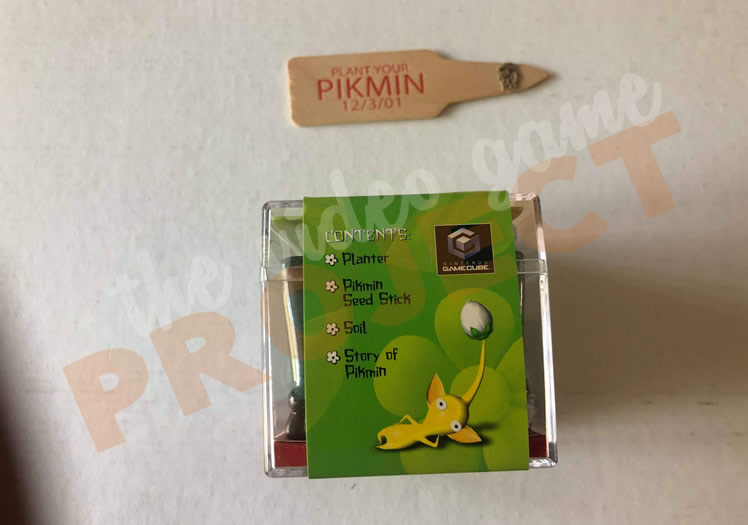 PLANT YOUR
PIKMIN
12/3/01
the video game
PROJECT
CONTENTS:
Planter
Pikmin
Seed Stick
Soil
Story of
Pikmin
NINTENDO
GAMECUBE